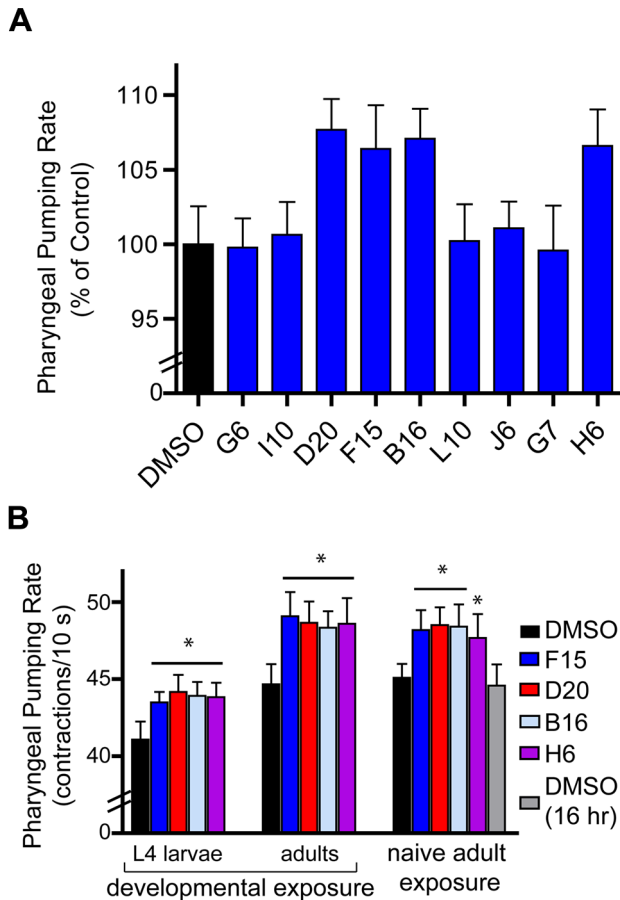 A
Pharyngeal Pumping Rate
(% of Control)
110
105
100
95
0
DMSO
G6
I10
D20
F15
B16
L10
J6
G7
H6
B
Pharyngeal Pumping Rate
(contractions/10 s)
50
45
40
0
*
*
*
*
DMSO
F15
D20
B16
H6
DMSO
(16 hr)
L4 larvae
adults
developmental exposure
naive adult
exposure